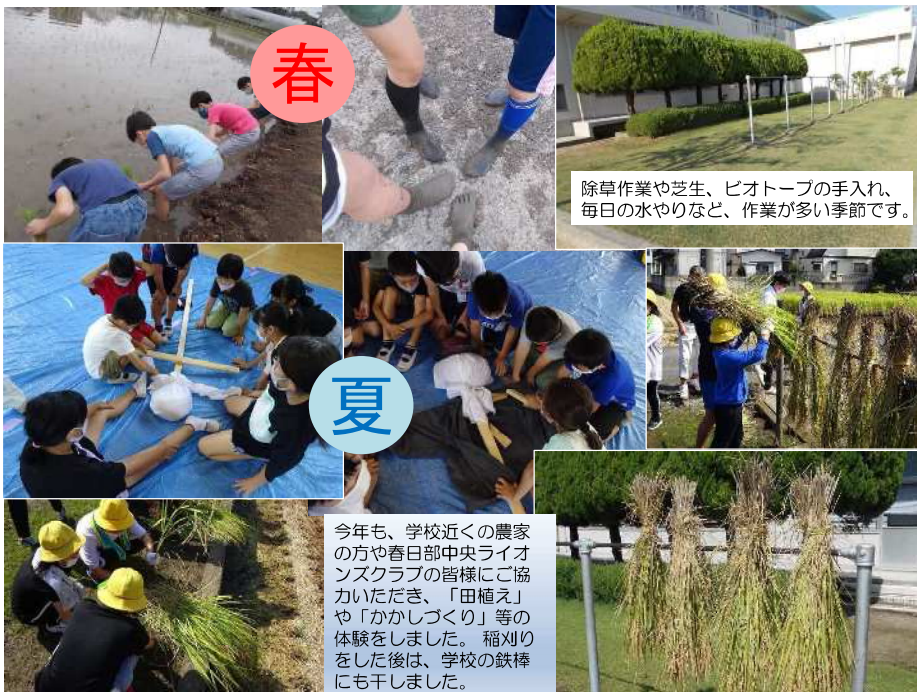 春
除草作業や芝生、ビオトープの手入れ、
毎日の水やりなど、作業が多い季節です。
夏
今年も、学校近くの農家
の方や春日部中央ライオ
ンズクラブの皆様にご協
力いただき、「田植え」
や「かかしづくり」等の
体験をしました。 稲刈り
をした後は、学校の鉄棒
にも干しました。